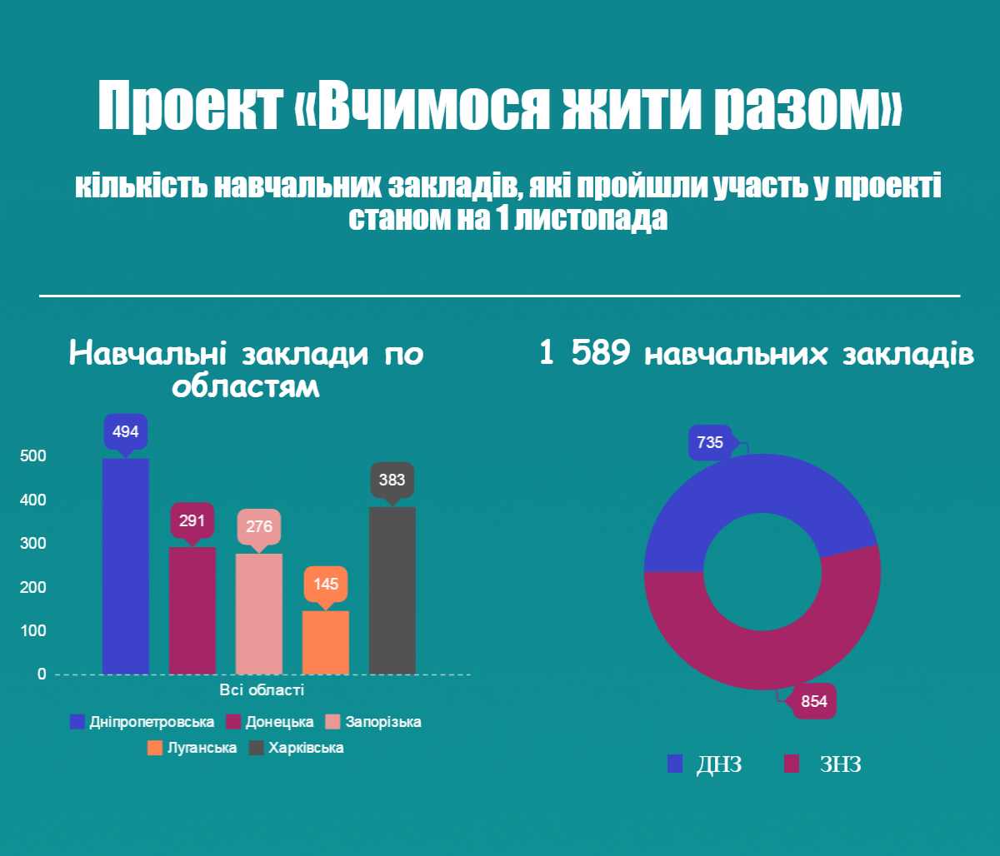 Проект «Вчимося жити разом»
кількість навчальних закладів, які пройшли участь у проекті
станом на 1 листопада
Навчальні заклади по
областям
494
291
276
145
383
500
400
300
200
100
0
Всі області
Дніпропетровська Донецька Запорізька
Луганська Харківська
1 589 навчальних закладів
735
854
ДНЗ ЗНЗ